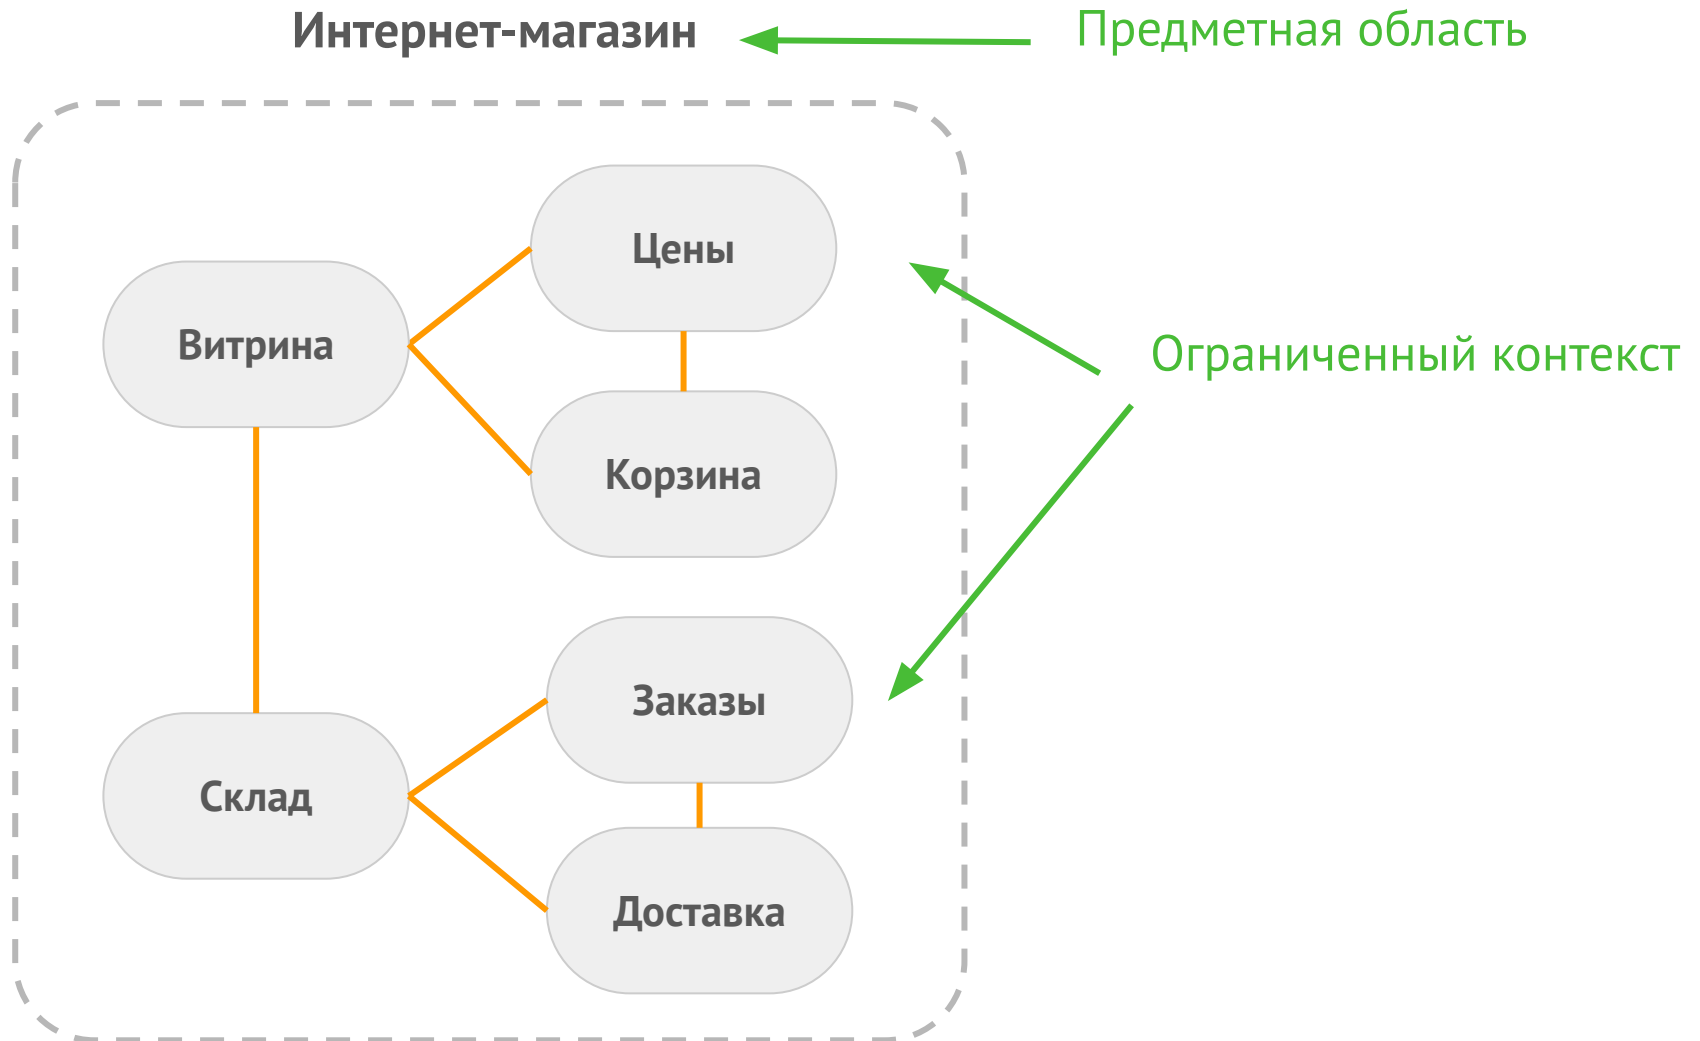 Интернет-магазин
Предметная область
Цены
Витрина
Ограниченный контекст
Корзина
Заказы
Склад
Доставка